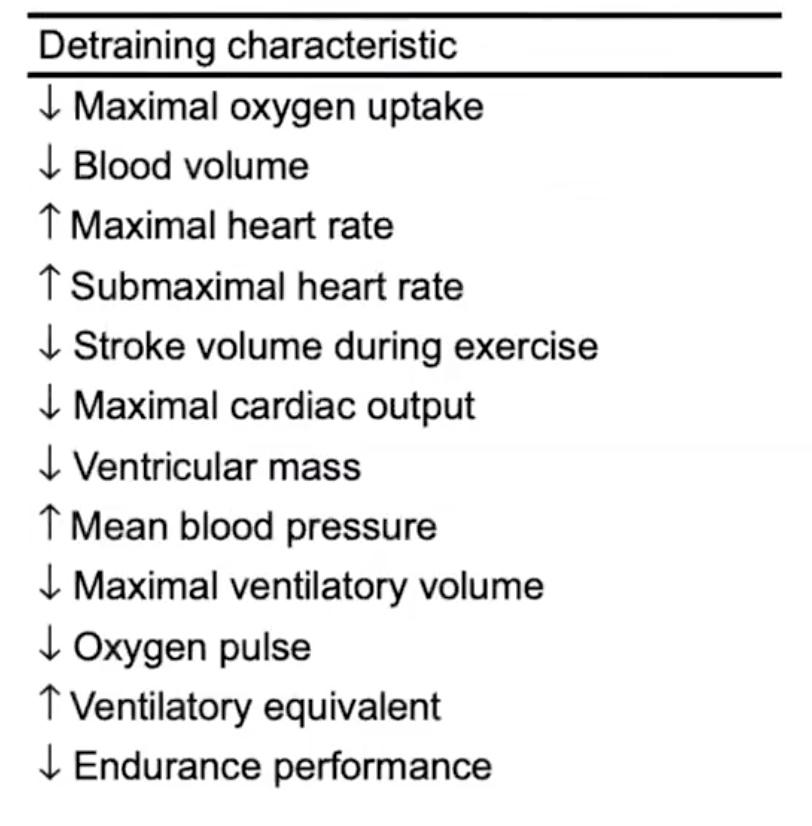 Detraining characteristic
↓ Maximal oxygen uptake
↓ Blood volume
↑ Maximal heart rate
↑ Submaximal heart rate
↓ Stroke volume during exercise
↓ Maximal cardiac output
↓ Ventricular mass
↑ Mean blood pressure
↓ Maximal ventilatory volume
↓ Oxygen pulse
↑ Ventilatory equivalent
↓ Endurance performance